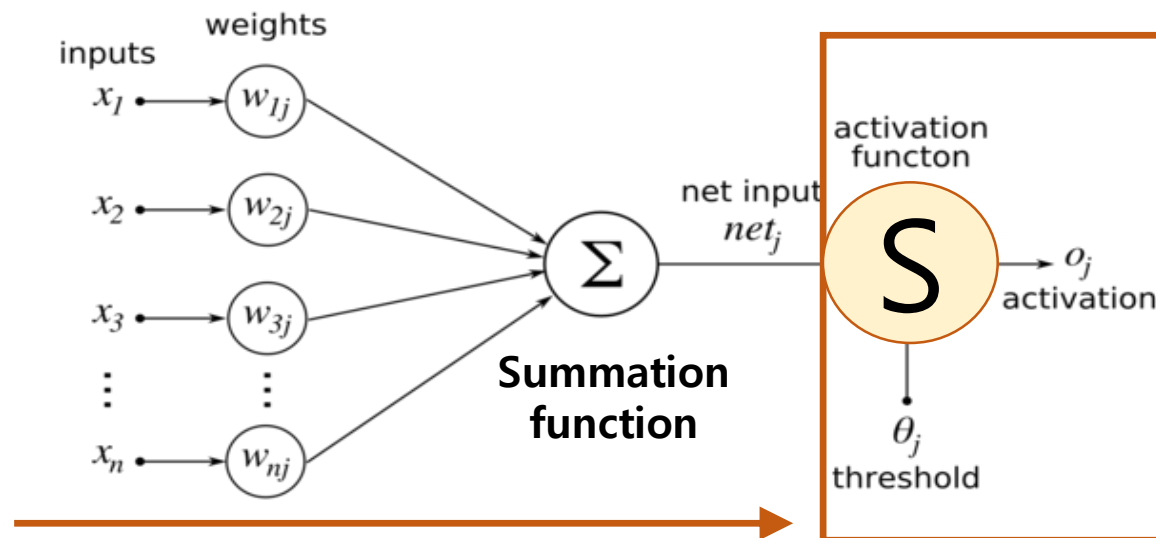 weights
inputs
x₁ w₁ⱼ
x₂ w₂ⱼ
x₃ w₃ⱼ
⋮ ⋮
xₙ wₙⱼ
Σ
Summation
function
net input
netⱼ
activation
functon
S
oⱼ
activation
θⱼ
threshold